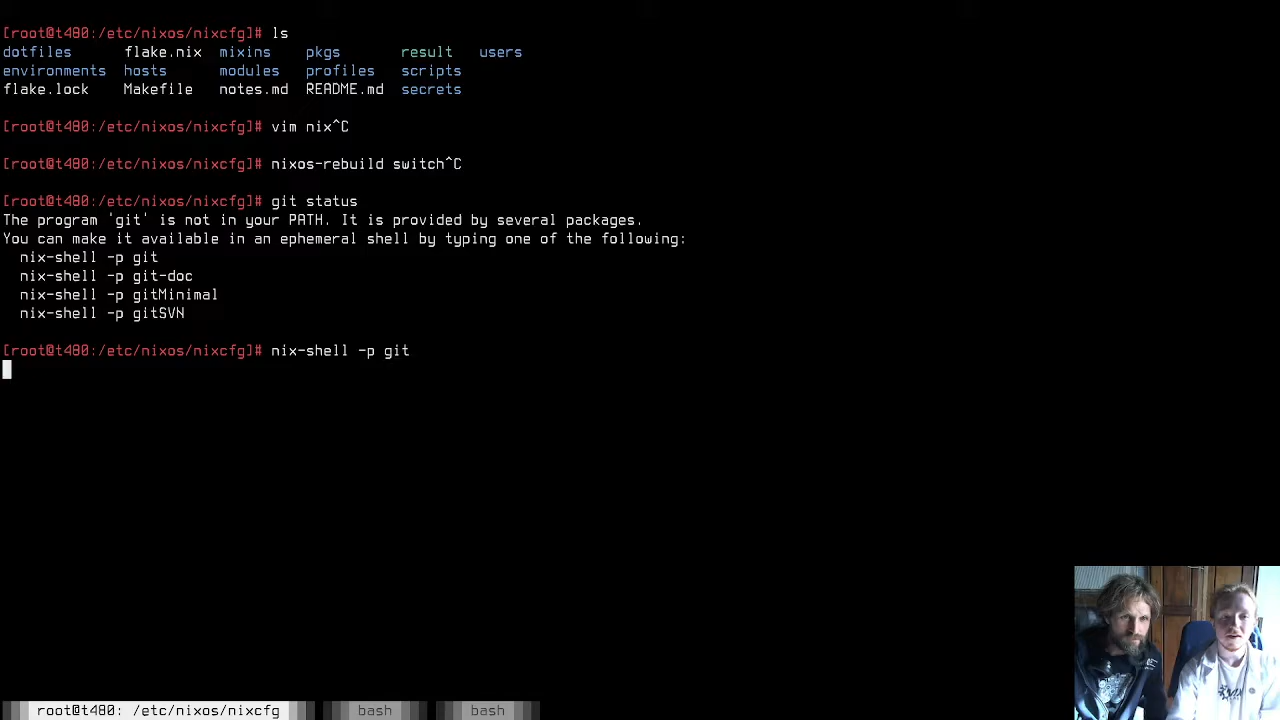 [root@t480:/etc/nixos/nixcfg]# ls
dotfiles flake.nix mixins pkgs result users
environments hosts modules profiles scripts
flake.lock Makefile notes.md README.md secrets
[root@t480:/etc/nixos/nixcfg]# vim nix^C
[root@t480:/etc/nixos/nixcfg]# nixos-rebuild switch^C
[root@t480:/etc/nixos/nixcfg]# git status
The program 'git' is not in your PATH. It is provided by several packages.
You can make it available in an ephemeral shell by typing one of the following:
nix-shell -p git
nix-shell -p git-doc
nix-shell -p gitMinimal
nix-shell -p gitSVN
[root@t480:/etc/nixos/nixcfg]# nix-shell -p git
root@t480: /etc/nixos/nixcfg bash bash